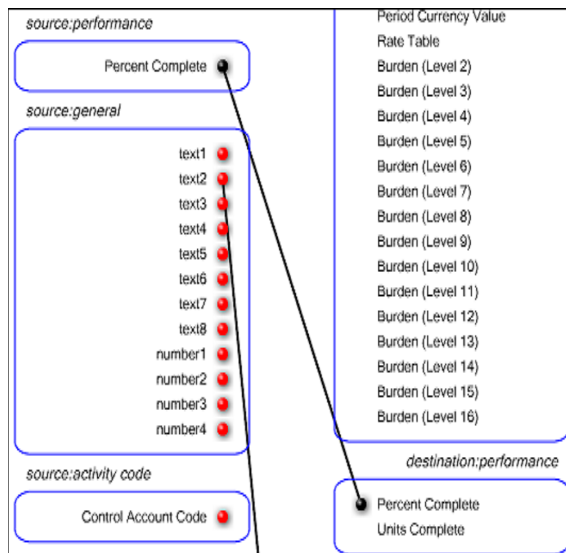 source:performance
Percent Complete
source:general
text1
text2
text3
text4
text5
text6
text7
text8
number1
number2
number3
number4
source:activity code
Control Account Code
Period Currency Value
Rate Table
Burden (Level 2)
Burden (Level 3)
Burden (Level 4)
Burden (Level 5)
Burden (Level 6)
Burden (Level 7)
Burden (Level 8)
Burden (Level 9)
Burden (Level 10)
Burden (Level 11)
Burden (Level 12)
Burden (Level 13)
Burden (Level 14)
Burden (Level 15)
Burden (Level 16)
destination:performance
Percent Complete
Units Complete